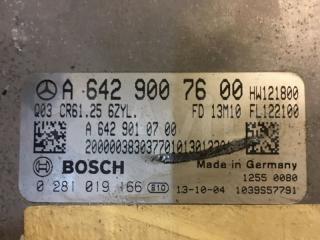 A 642 900 76 00 HW121800
Q03 CR61.25 6ZYL. FD 13M10 FL122100
A 642 901 07 00
BOSCH Made in Germany
1255 0080
0 281 019 166 e10 13-10-04 1039S57791